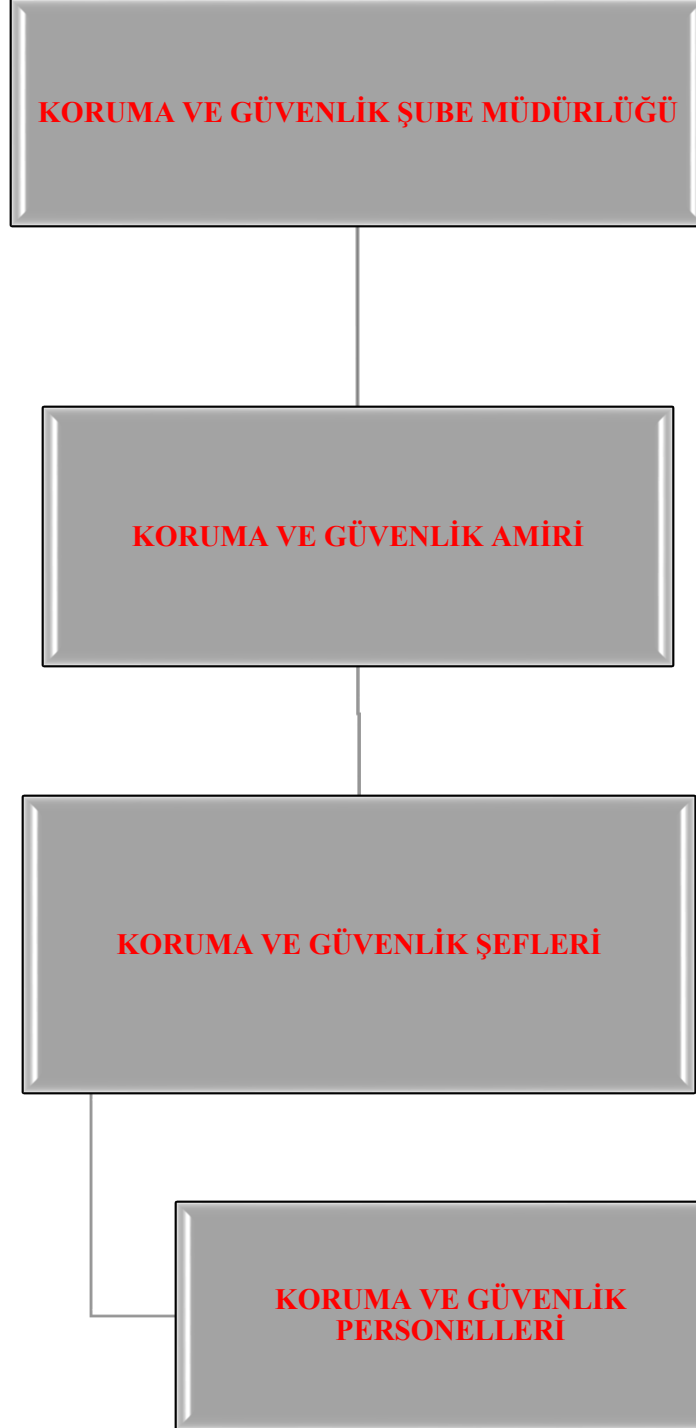 KORUMA VE GÜVENLİK ŞUBE MÜDÜRLÜĞÜ
KORUMA VE GÜVENLİK AMİRİ
KORUMA VE GÜVENLİK ŞEFLERİ
KORUMA VE GÜVENLİK
PERSONELLERİ